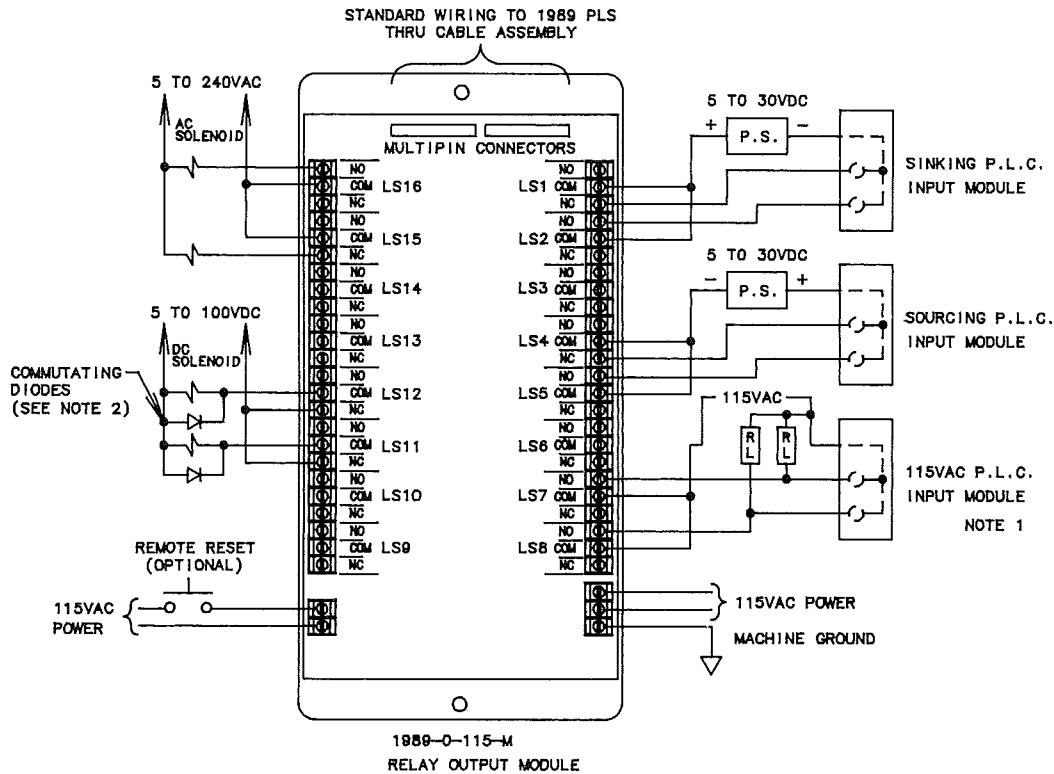 STANDARD WIRING TO 1989 PLS
THRU CABLE ASSEMBLY
5 TO 240VAC
AC
SOLENOID
MULTIPIN CONNECTORS
5 TO 30VDC
+ P.S. −
SINKING P.L.C.
INPUT MODULE
NO NO
COM LS16 LS1 COM
NC NC
NO NO
COM LS15 LS2 COM
NC NC
5 TO 30VDC
− P.S. +
SOURCING P.L.C.
INPUT MODULE
NO NO
COM LS14 LS3 COM
NC NC
5 TO 100VDC
DC
SOLENOID
NO NO
COM LS13 LS4 COM
NC NC
COMMUTATING
DIODES
(SEE NOTE 2)
NO NO
COM LS12 LS5 COM
NC NC
115VAC
RL RL
NO NO
COM LS11 LS6 COM
NC NC
115VAC P.L.C.
INPUT MODULE
NOTE 1
NO NO
COM LS10 LS7 COM
NC NC
NO NO
COM LS9 LS8 COM
NC NC
REMOTE RESET
(OPTIONAL)
115VAC
POWER
115VAC POWER
MACHINE GROUND
1989-O-115-M
RELAY OUTPUT MODULE